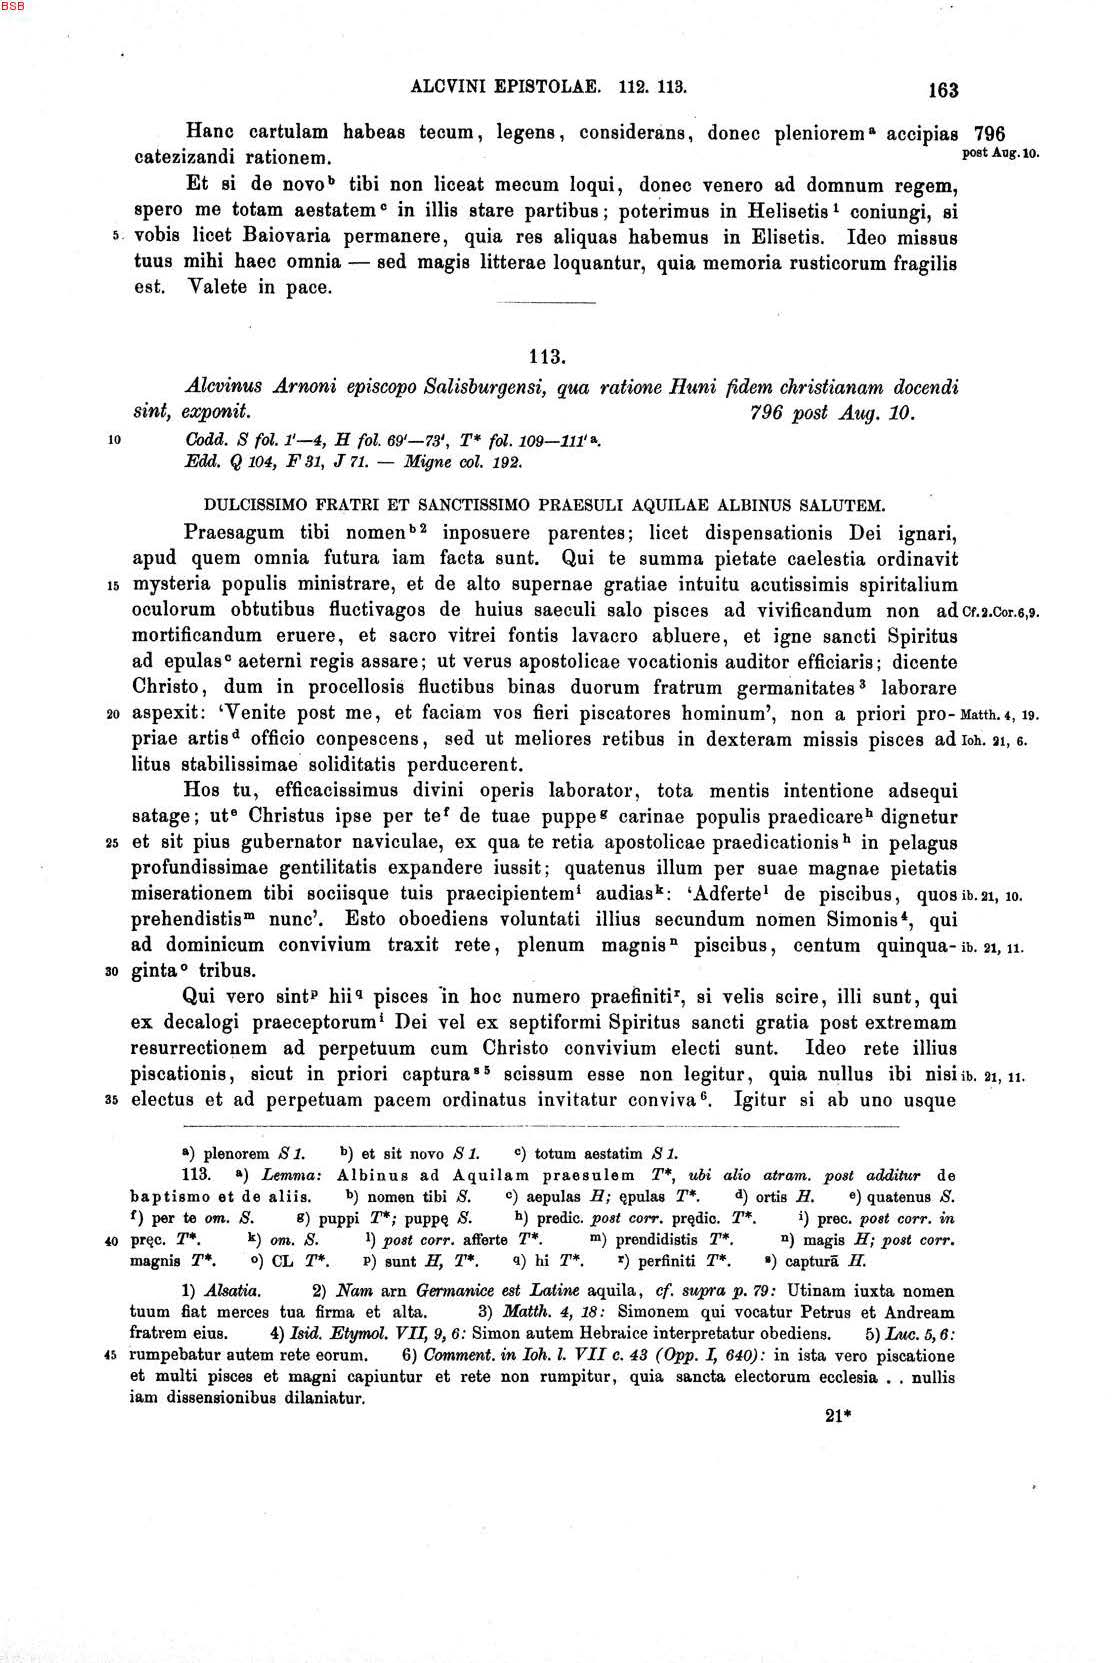 BSB
ALCVINI EPISTOLAE. 112. 113. 163
Hanc cartulam habeas tecum, legens, considerans, donec pleniorem a accipias 796
catezizandi rationem. post Aug. 10.
Et si de novo b tibi non liceat mecum loqui, donec venero ad domnum regem,
spero me totam aestatem c in illis stare partibus; poterimus in Helisetis 1 coniungi, si
5 vobis licet Baiovaria permanere, quia res aliquas habemus in Elisetis. Ideo missus
tuus mihi haec omnia — sed magis litterae loquantur, quia memoria rusticorum fragilis
est. Valete in pace.
113.
Alcvinus Arnoni episcopo Salisburgensi, qua ratione Huni fidem christianam docendi
sint, exponit. 796 post Aug. 10.
10 Codd. S fol. 1'—4, H fol. 69'—73', T* fol. 109—111' a.
Edd. Q 104, F 31, J 71. — Migne col. 192.
DULCISSIMO FRATRI ET SANCTISSIMO PRAESULI AQUILAE ALBINUS SALUTEM.
Praesagum tibi nomen b 2 inposuere parentes; licet dispensationis Dei ignari,
apud quem omnia futura iam facta sunt. Qui te summa pietate caelestia ordinavit
15 mysteria populis ministrare, et de alto supernae gratiae intuitu acutissimis spiritalium
oculorum obtutibus fluctivagos de huius saeculi salo pisces ad vivificandum non ad Cf. 2. Cor. 6, 9.
mortificandum eruere, et sacro vitrei fontis lavacro abluere, et igne sancti Spiritus
ad epulas c aeterni regis assare; ut verus apostolicae vocationis auditor efficiaris; dicente
Christo, dum in procellosis fluctibus binas duorum fratrum germanitates 3 laborare
20 aspexit: ‘Venite post me, et faciam vos fieri piscatores hominum’, non a priori pro- Matth. 4, 19.
priae artis d officio conpescens, sed ut meliores retibus in dexteram missis pisces ad Ioh. 21, 6.
litus stabilissimae soliditatis perducerent.
Hos tu, efficacissimus divini operis laborator, tota mentis intentione adsequi
satage; ut e Christus ipse per te f de tuae puppe g carinae populis praedicare h dignetur
25 et sit pius gubernator naviculae, ex qua te retia apostolicae praedicationis h in pelagus
profundissimae gentilitatis expandere iussit; quatenus illum per suae magnae pietatis
miserationem tibi sociisque tuis praecipientem i audias k: ‘Adferte l de piscibus, quos ib. 21, 10.
prehendistis m nunc’. Esto oboediens voluntati illius secundum nomen Simonis 4, qui
ad dominicum convivium traxit rete, plenum magnis n piscibus, centum quinqua- ib. 21, 11.
30 ginta o tribus.
Qui vero sint p hii q pisces in hoc numero praefiniti r, si velis scire, illi sunt, qui
ex decalogi praeceptorum i Dei vel ex septiformi Spiritus sancti gratia post extremam
resurrectionem ad perpetuum cum Christo convivium electi sunt. Ideo rete illius
piscationis, sicut in priori captura s 5 scissum esse non legitur, quia nullus ibi nisi ib. 21, 11.
35 electus et ad perpetuam pacem ordinatus invitatur conviva 6. Igitur si ab uno usque
a) plenorem S 1. b) et sit novo S 1. c) totum aestatim S 1.
113. a) Lemma: Albinus ad Aquilam praesulem T*, ubi alio atram. post additur de
baptismo et de aliis. b) nomen tibi S. c) aepulas H; ępulas T*. d) ortis H. e) quatenus S.
f) per te om. S. g) puppi T*; puppę S. h) predic. post corr. prędic. T*. i) prec. post corr. in
40 pręc. T*. k) om. S. l) post corr. afferte T*. m) prendidistis T*. n) magis H; post corr.
magnis T*. o) CL T*. p) sunt H, T*. q) hi T*. r) perfiniti T*. s) capturā H.
1) Alsatia. 2) Nam arn Germanice est Latine aquila, cf. supra p. 79: Utinam iuxta nomen
tuum fiat merces tua firma et alta. 3) Matth. 4, 18: Simonem qui vocatur Petrus et Andream
fratrem eius. 4) Isid. Etymol. VII, 9, 6: Simon autem Hebraice interpretatur obediens. 5) Luc. 5, 6:
45 rumpebatur autem rete eorum. 6) Comment. in Ioh. l. VII c. 43 (Opp. I, 640): in ista vero piscatione
et multi pisces et magni capiuntur et rete non rumpitur, quia sancta electorum ecclesia . . nullis
iam dissensionibus dilaniatur.
21*